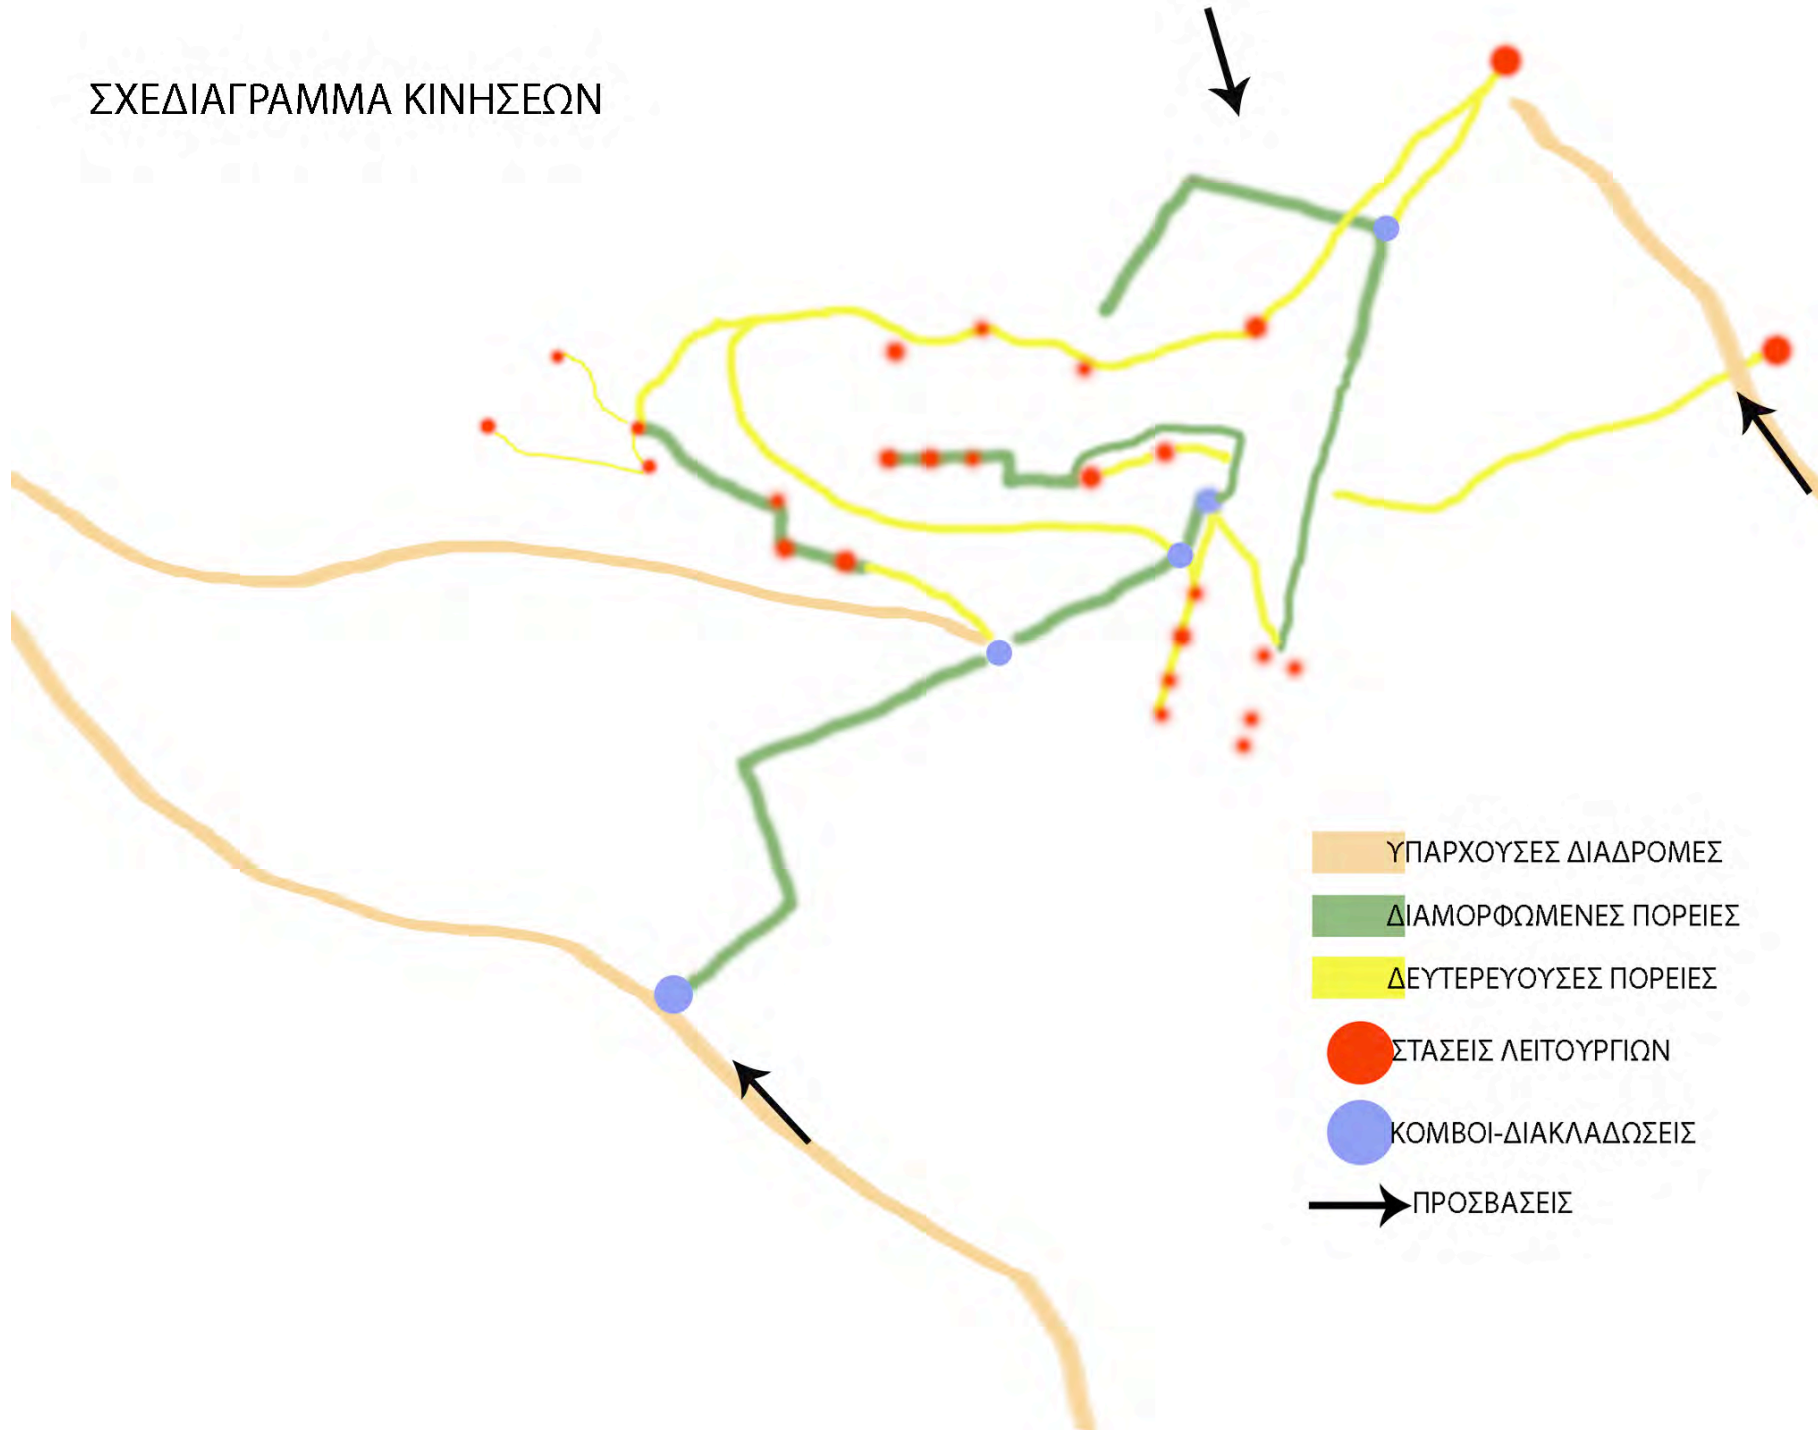 ΣΧΕΔΙΑΓΡΑΜΜΑ ΚΙΝΗΣΕΩΝ
ΥΠΑΡΧΟΥΣΕΣ ΔΙΑΔΡΟΜΕΣ
ΔΙΑΜΟΡΦΩΜΕΝΕΣ ΠΟΡΕΙΕΣ
ΔΕΥΤΕΡΕΥΟΥΣΕΣ ΠΟΡΕΙΕΣ
ΣΤΑΣΕΙΣ ΛΕΙΤΟΥΡΓΙΩΝ
ΚΟΜΒΟΙ-ΔΙΑΚΛΑΔΩΣΕΙΣ
ΠΡΟΣΒΑΣΕΙΣ